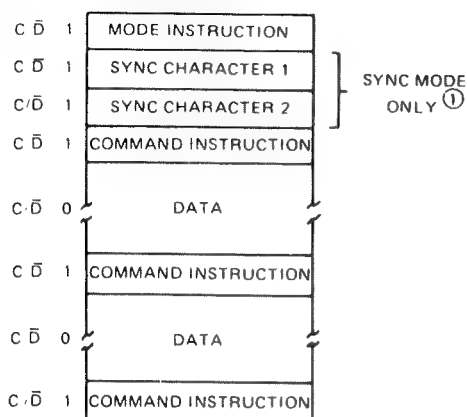 C D̄ 1 MODE INSTRUCTION
C D̄ 1 SYNC CHARACTER 1
C/D̄ 1 SYNC CHARACTER 2
SYNC MODE
ONLY ①
C D̄ 1 COMMAND INSTRUCTION
C/D̄ 0 DATA
C D̄ 1 COMMAND INSTRUCTION
C D̄ 0 DATA
C/D̄ 1 COMMAND INSTRUCTION